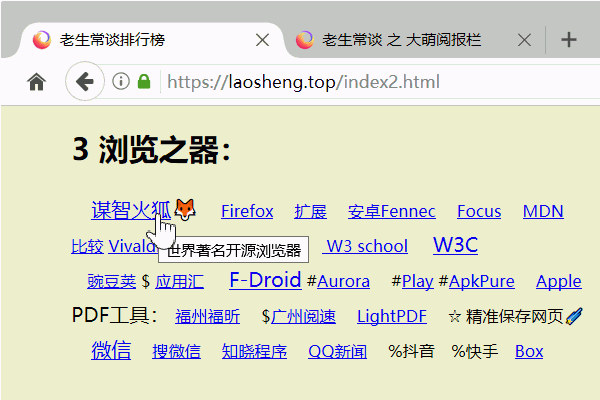 老生常谈排行榜 老生常谈 之 大萌阅报栏
https://laosheng.top/index2.html
3 浏览之器：
谋智火狐 Firefox 扩展 安卓Fennec Focus MDN
比较 Vivald 世界著名开源浏览器 W3 school W3C
豌豆荚 $ 应用汇 F-Droid #Aurora #Play #ApkPure Apple
PDF工具： 福州福昕 $广州阅速 LightPDF ☆ 精准保存网页
微信 搜微信 知晓程序 QQ新闻 %抖音 %快手 Box